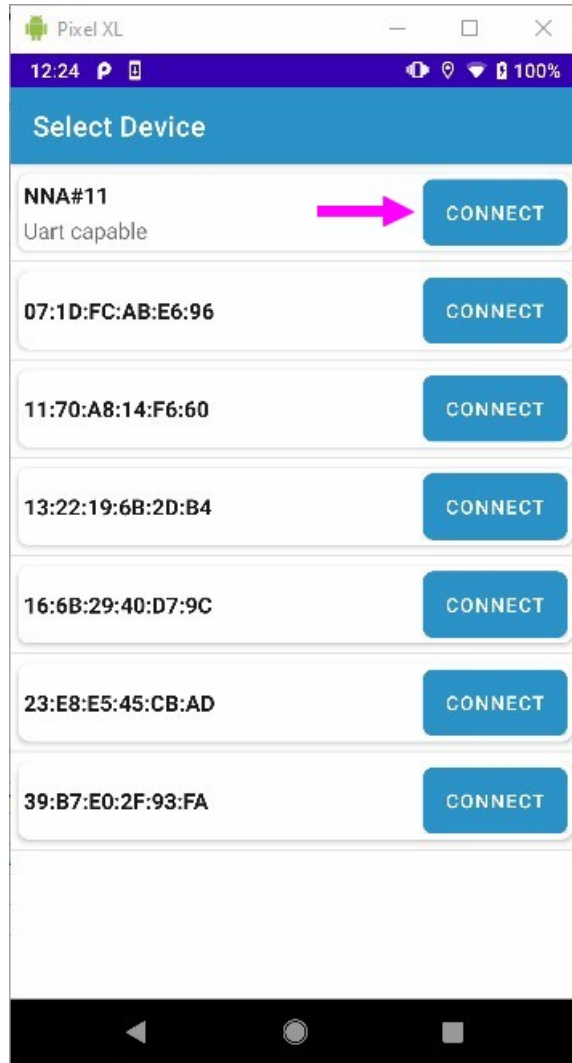 Pixel XL
12:24 100%
Select Device
NNA#11
Uart capable
CONNECT
07:1D:FC:AB:E6:96
CONNECT
11:70:A8:14:F6:60
CONNECT
13:22:19:6B:2D:B4
CONNECT
16:6B:29:40:D7:9C
CONNECT
23:E8:E5:45:CB:AD
CONNECT
39:B7:E0:2F:93:FA
CONNECT